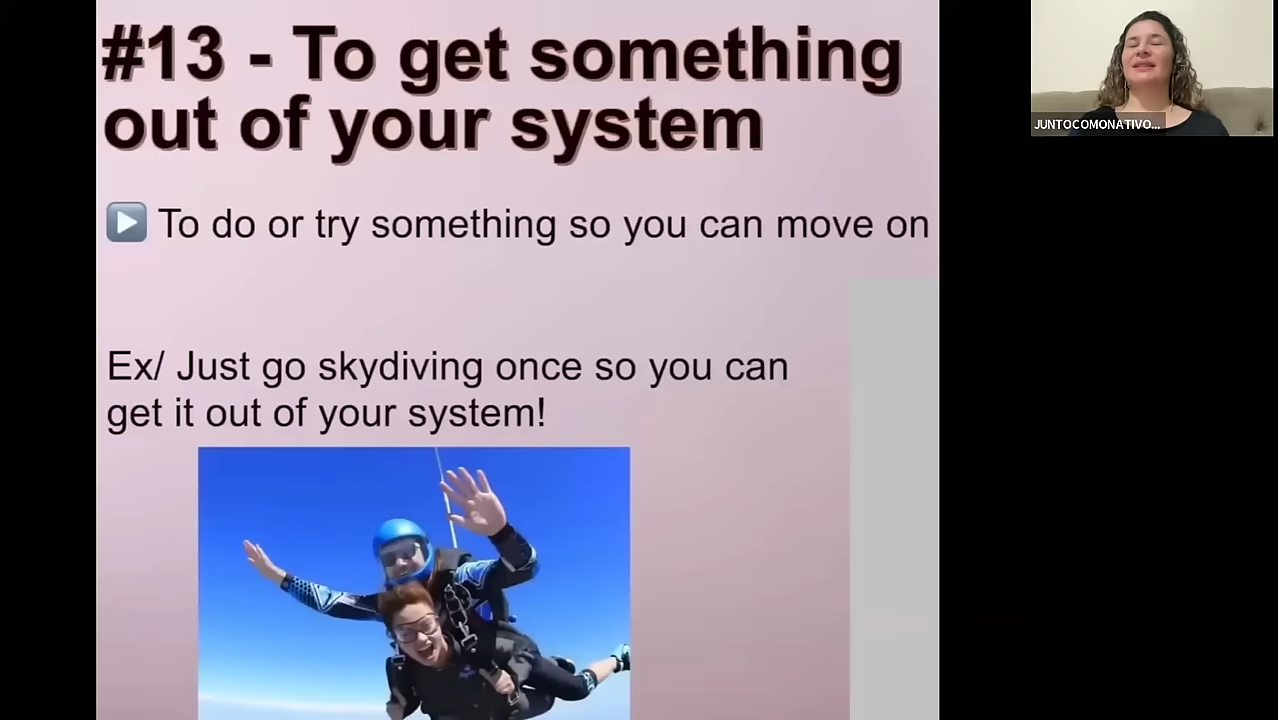 #13 - To get something
out of your system
▶️ To do or try something so you can move on
Ex/ Just go skydiving once so you can
get it out of your system!
JUNTOCOMONATIVO...